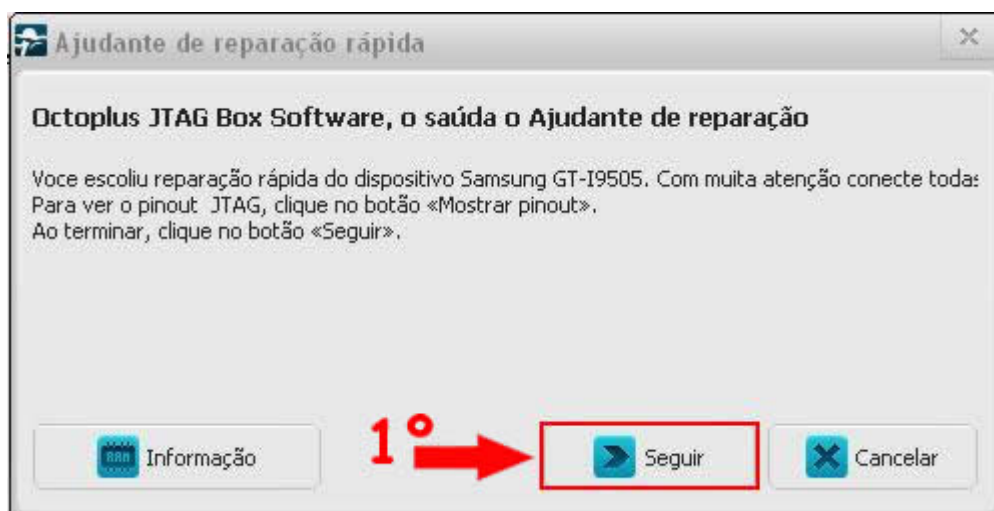 Ajudante de reparação rápida
Octoplus JTAG Box Software, o saúda o Ajudante de reparação
Voce escoliu reparação rápida do dispositivo Samsung GT-I9505. Com muita atenção conecte todas
Para ver o pinout JTAG, clique no botão «Mostrar pinout».
Ao terminar, clique no botão «Seguir».
Informação
1º
Seguir
Cancelar